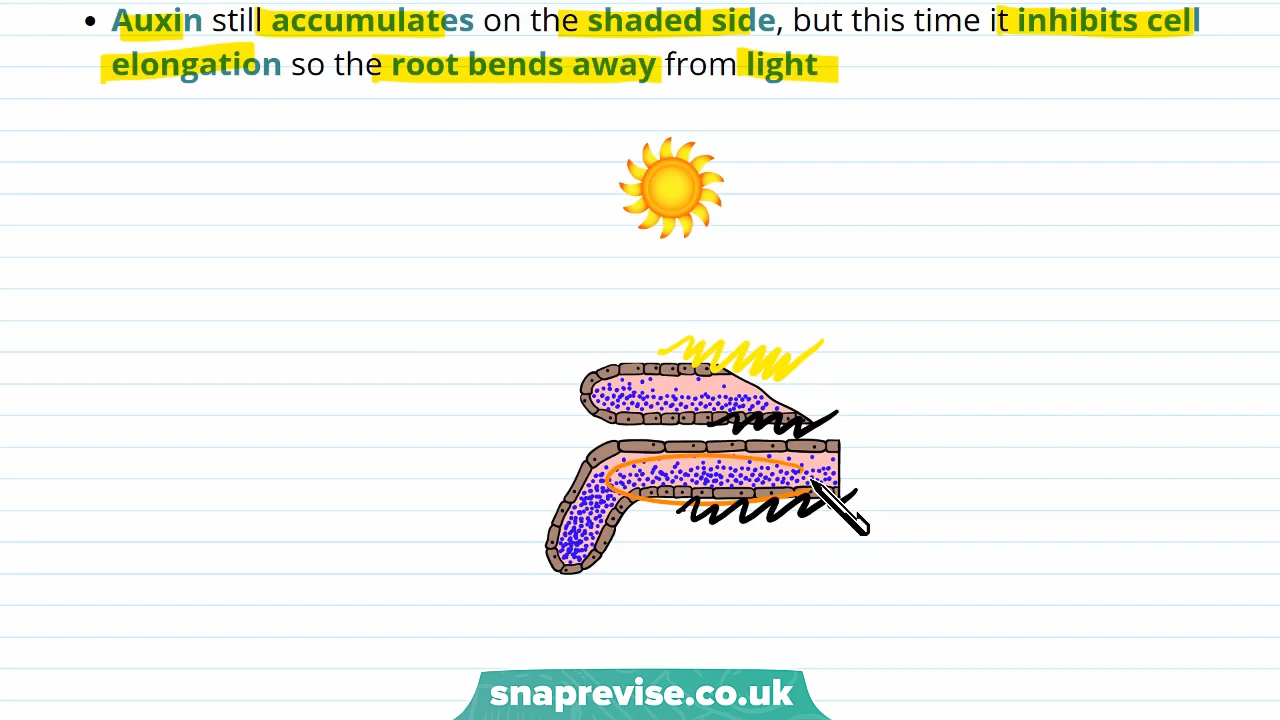 • Auxin still accumulates on the shaded side, but this time it inhibits cell
elongation so the root bends away from light
snaprevise.co.uk